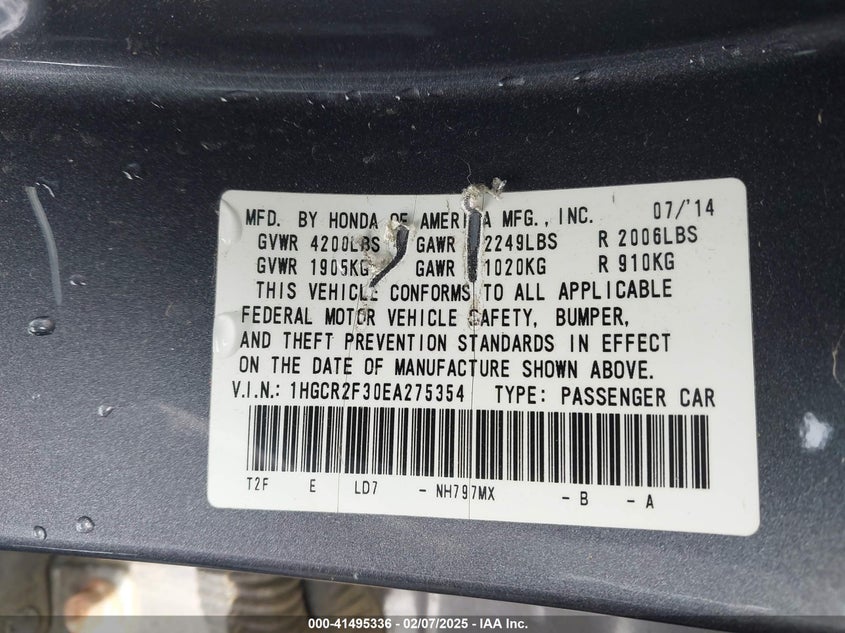 MFD. BY HONDA OF AMERICA MFG., INC. 07/'14
GVWR 4200LBS GAWR F 2249LBS R 2006LBS
GVWR 1905KG GAWR F 1020KG R 910KG
THIS VEHICLE CONFORMS TO ALL APPLICABLE
FEDERAL MOTOR VEHICLE SAFETY, BUMPER,
AND THEFT PREVENTION STANDARDS IN EFFECT
ON THE DATE OF MANUFACTURE SHOWN ABOVE.
V.I.N.: 1HGCR2F30EA275354 TYPE: PASSENGER CAR
T2F E LD7 - NH797MX - B - A
000-41495336 - 02/07/2025 - IAA Inc.